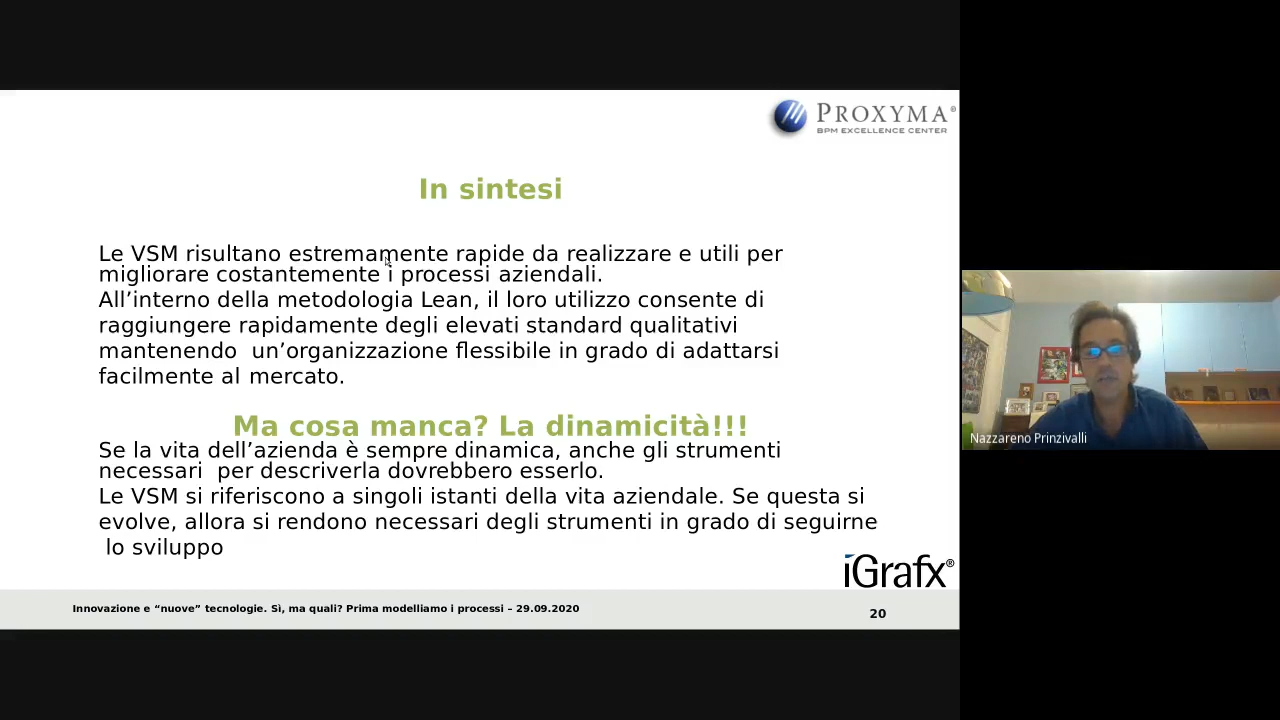 PROXYMA®
BPM EXCELLENCE CENTER
In sintesi
Le VSM risultano estremamente rapide da realizzare e utili per
migliorare costantemente i processi aziendali.
All’interno della metodologia Lean, il loro utilizzo consente di
raggiungere rapidamente degli elevati standard qualitativi
mantenendo  un’organizzazione flessibile in grado di adattarsi
facilmente al mercato.
Ma cosa manca? La dinamicità!!!
Se la vita dell’azienda è sempre dinamica, anche gli strumenti
necessari  per descriverla dovrebbero esserlo.
Le VSM si riferiscono a singoli istanti della vita aziendale. Se questa si
evolve, allora si rendono necessari degli strumenti in grado di seguirne
lo sviluppo
iGrafx®
Innovazione e “nuove” tecnologie. Sì, ma quali? Prima modelliamo i processi – 29.09.2020
20
Nazzareno Prinzivalli